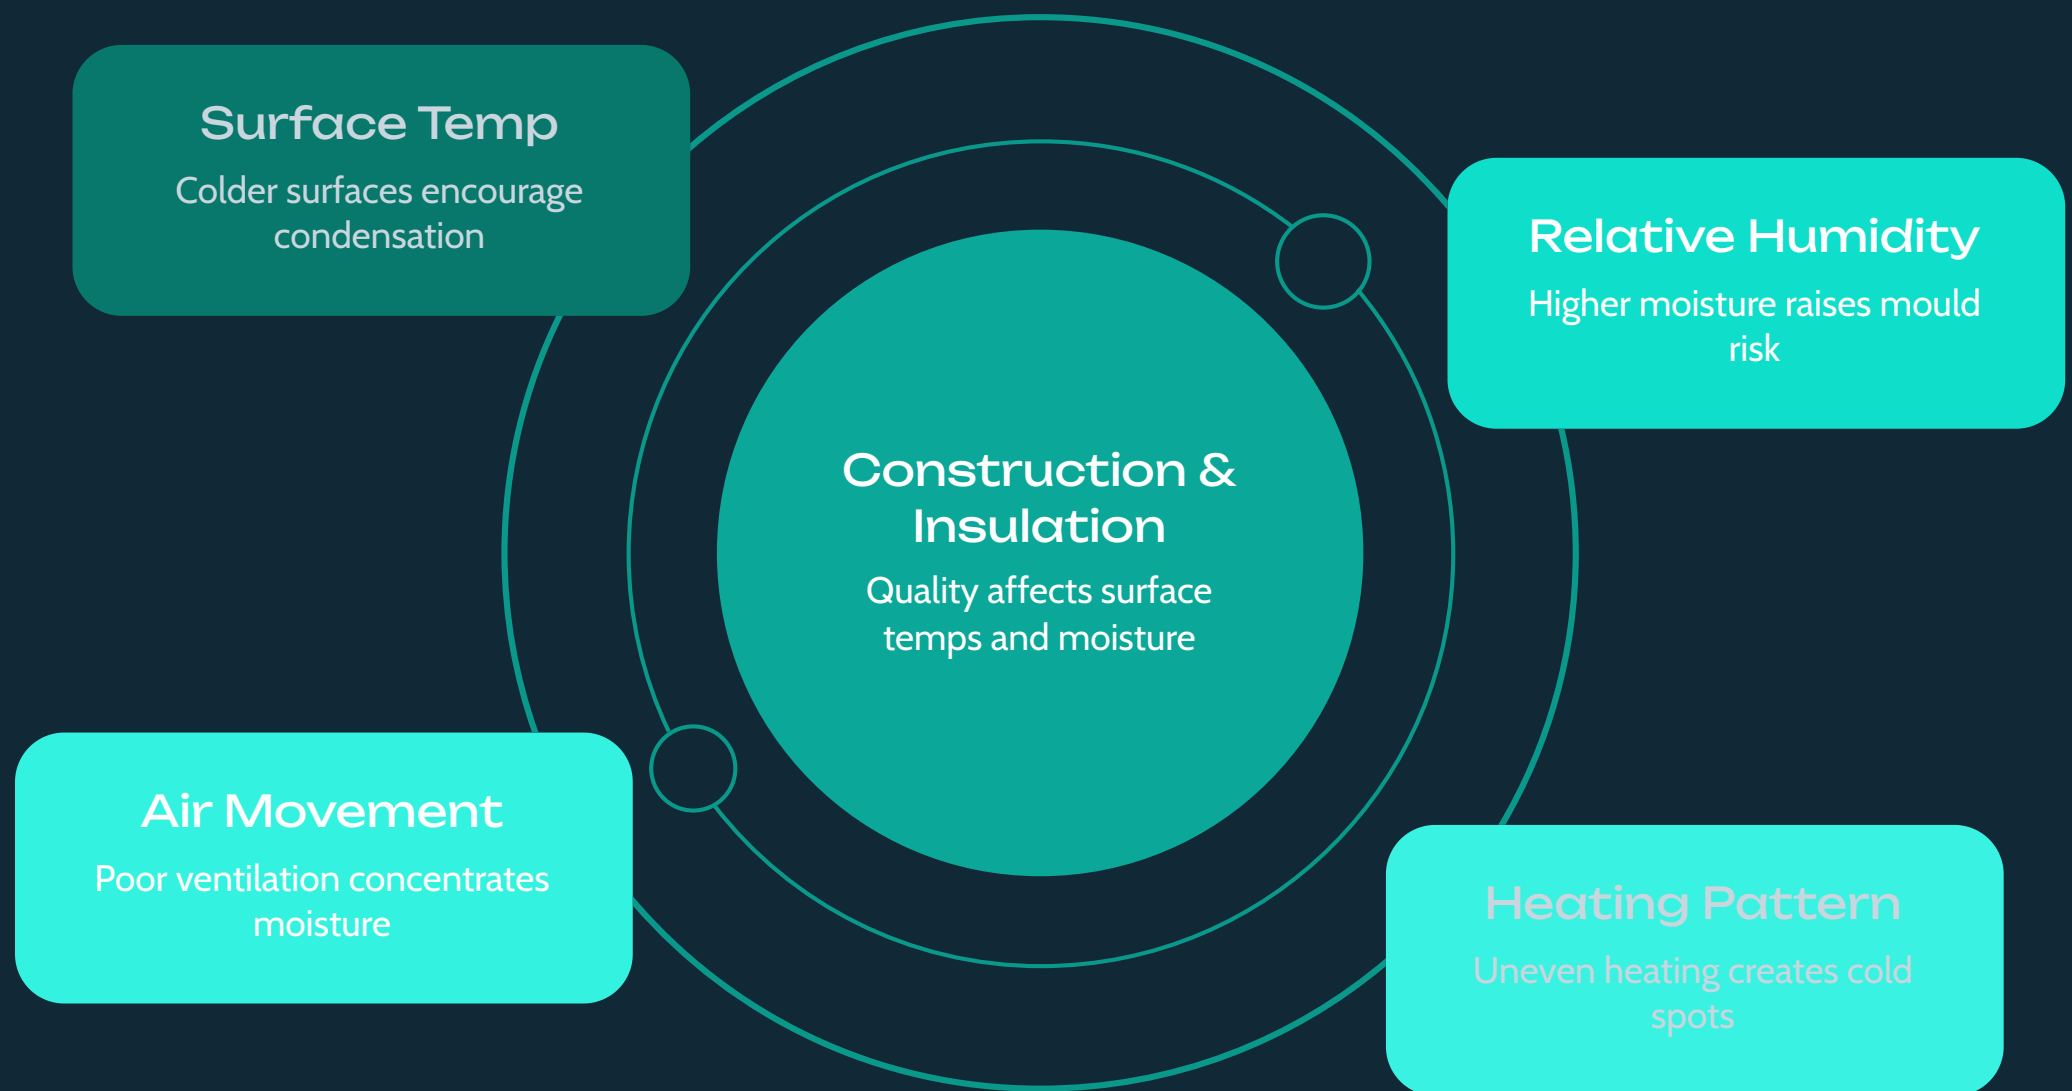 Surface Temp
Colder surfaces encourage
condensation
Relative Humidity
Higher moisture raises mould
risk
Construction &
Insulation
Quality affects surface
temps and moisture
Air Movement
Poor ventilation concentrates
moisture
Heating Pattern
Uneven heating creates cold
spots